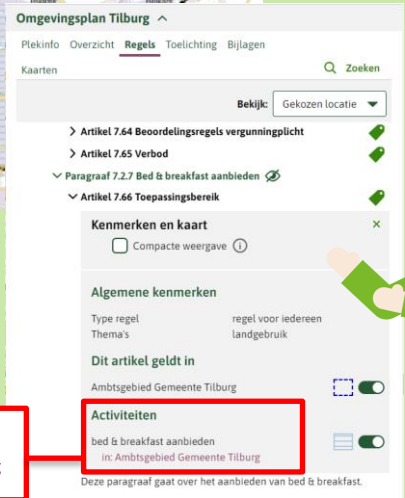 Omgevingsplan Tilburg
Plekinfo Overzicht Regels Toelichting Bijlagen
Kaarten Zoeken
Bekijk: Gekozen locatie
Artikel 7.64 Beoordelingsregels vergunningplicht
Artikel 7.65 Verbod
Paragraaf 7.2.7 Bed & breakfast aanbieden
Artikel 7.66 Toepassingsbereik
Kenmerken en kaart
Compacte weergave
Algemene kenmerken
Type regel regel voor iedereen
Thema's landgebruik
Dit artikel geldt in
Ambtsgebied Gemeente Tilburg
Activiteiten
bed & breakfast aanbieden
in: Ambtsgebied Gemeente Tilburg
Deze paragraaf gaat over het aanbieden van bed & breakfast.